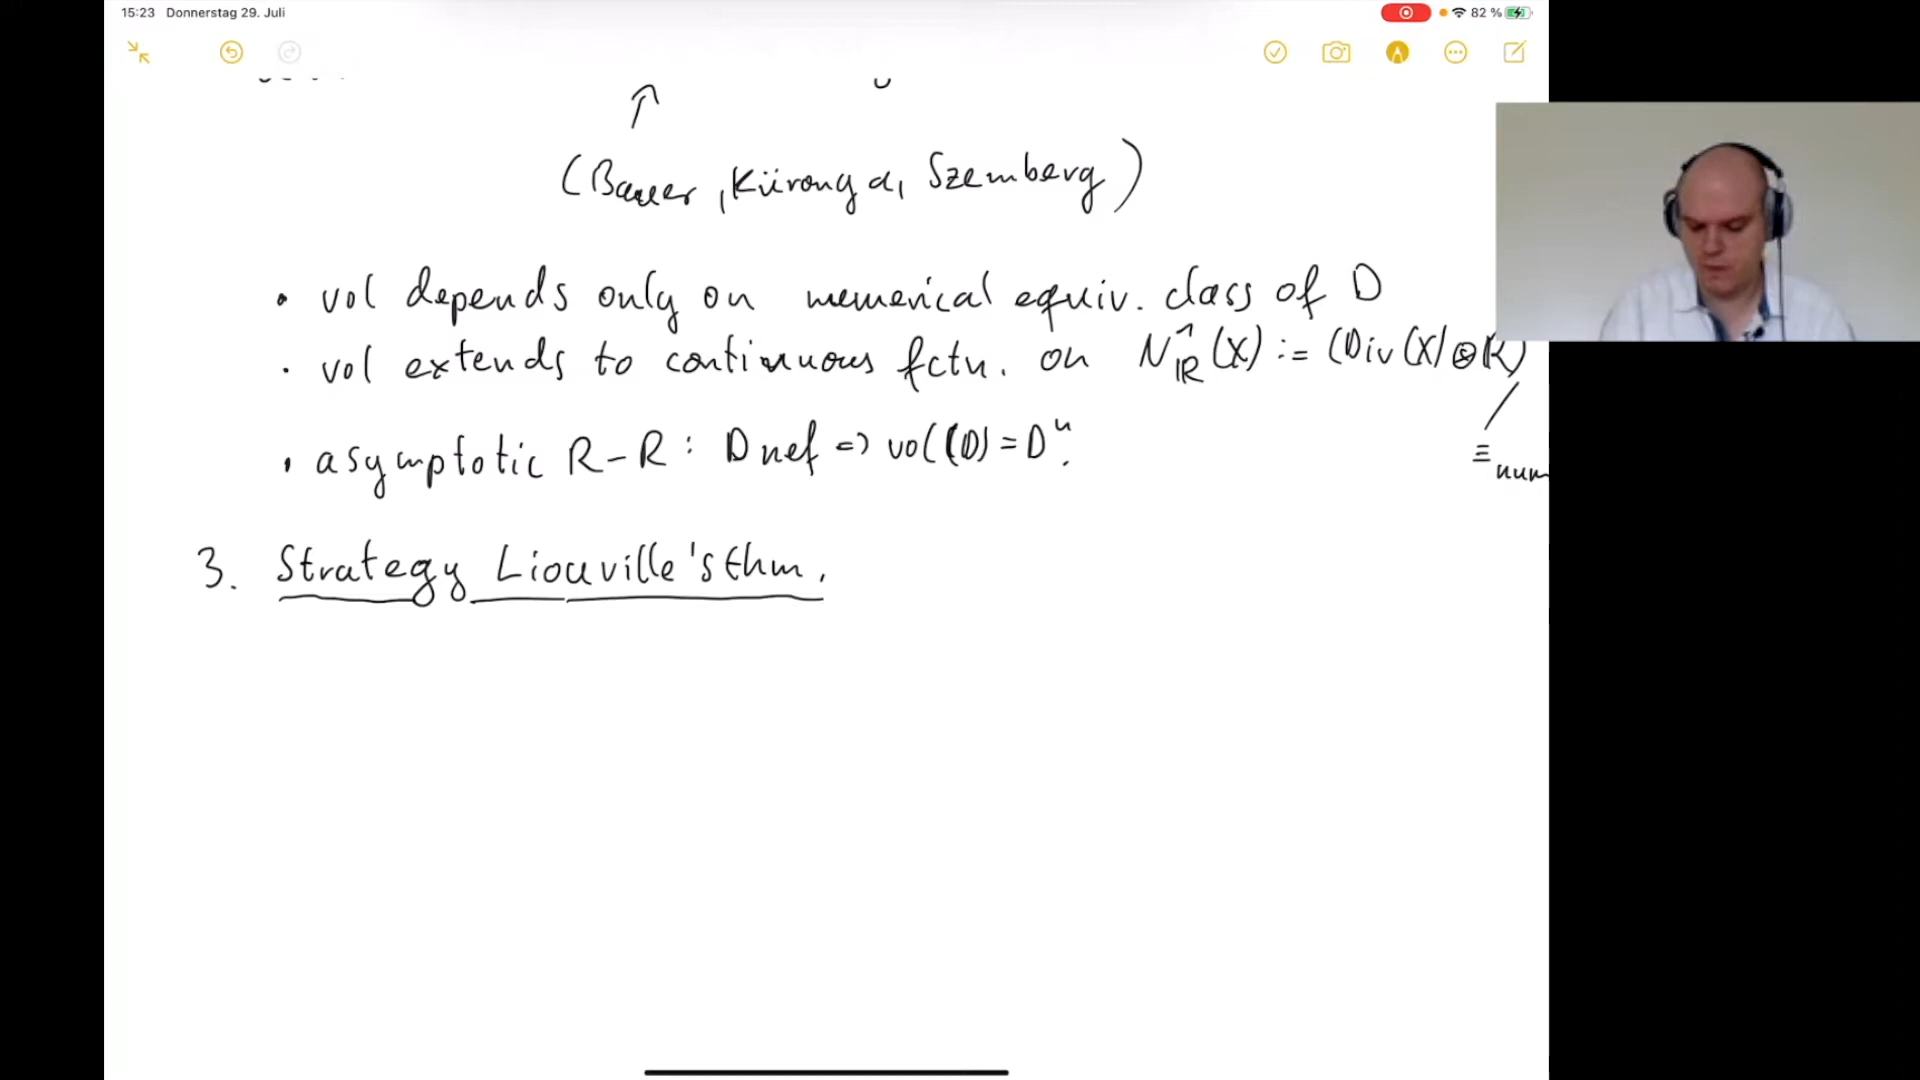 15:23 Donnerstag 29. Juli 82 %
(Bauer, Küronya, Szemberg)
• vol depends only on numerical equiv. class of D
• vol extends to continuous fctn. on N^1_ℝ(X) := (Div(X)⊗ℝ)
/
≡num
• asymptotic R-R: D nef => vol(D) = D^n.
3. Strategy Liouville's thm.